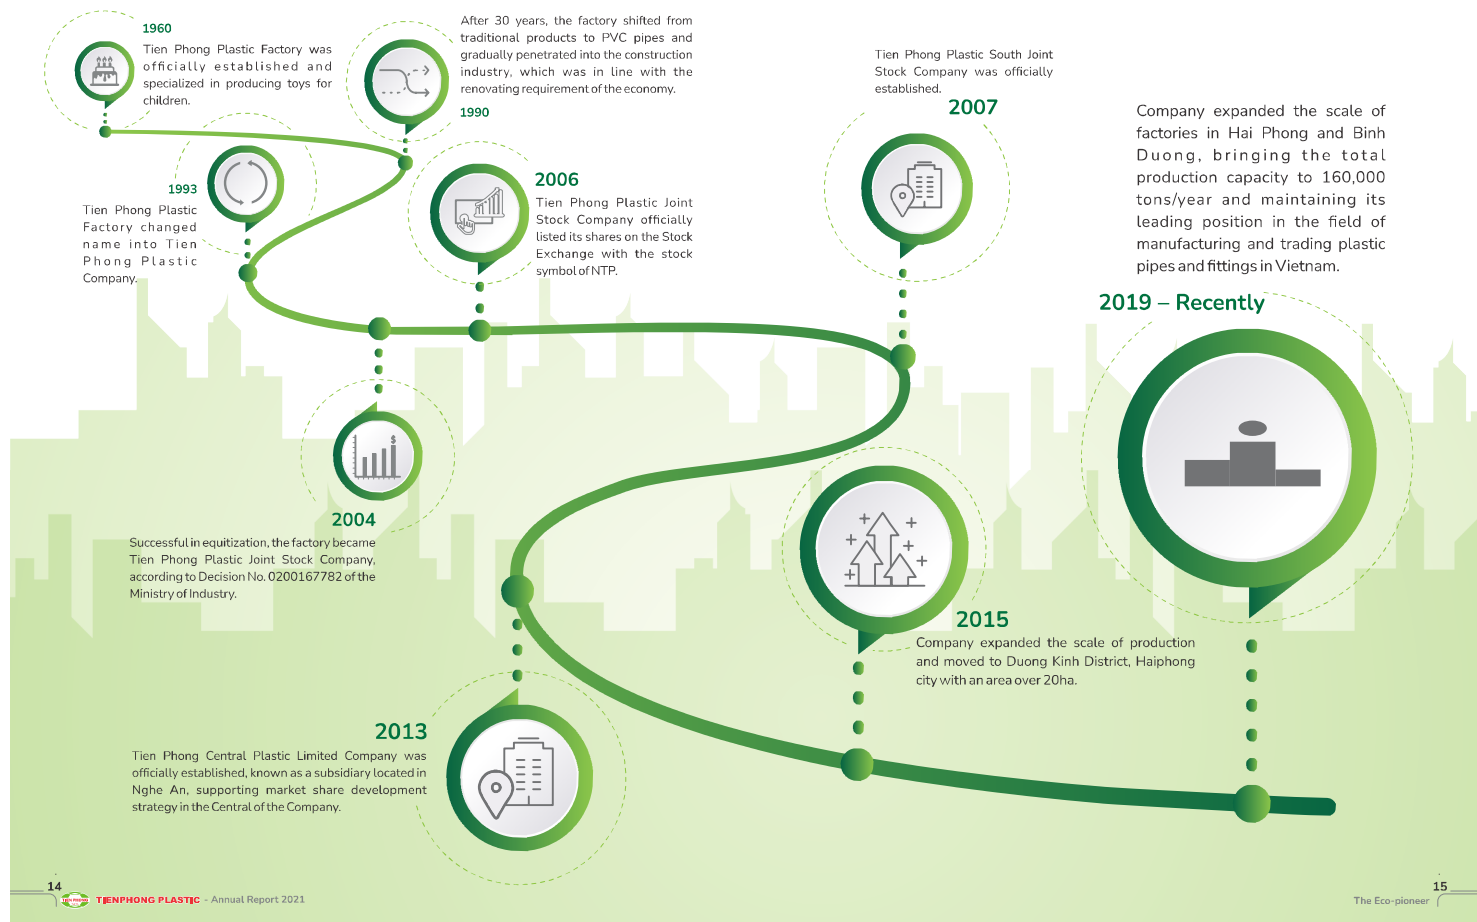 1960
Tien Phong Plastic Factory was
officially established and
specialized in producing toys for
children.
After 30 years, the factory shifted from
traditional products to PVC pipes and
gradually penetrated into the construction
industry, which was in line with the
renovating requirement of the economy.
1990
1993
Tien Phong Plastic
Factory changed
name into Tien
Phong Plastic
Company.
2004
Successful in equitization, the factory became
Tien Phong Plastic Joint Stock Company,
according to Decision No. 0200167782 of the
Ministry of Industry.
$
2006
Tien Phong Plastic Joint
Stock Company officially
listed its shares on the Stock
Exchange with the stock
symbol of NTP.
Tien Phong Plastic South Joint
Stock Company was officially
established.
2007
2013
Tien Phong Central Plastic Limited Company was
officially established, known as a subsidiary located in
Nghe An, supporting market share development
strategy in the Central of the Company.
2015
Company expanded the scale of production
and moved to Duong Kinh District, Haiphong
city with an area over 20ha.
Company expanded the scale of
factories in Hai Phong and Binh
Duong, bringing the total
production capacity to 160,000
tons/year and maintaining its
leading position in the field of
manufacturing and trading plastic
pipes and fittings in Vietnam.
2019 – Recently
14
TIENPHONG PLASTIC - Annual Report 2021
15
The Eco-pioneer